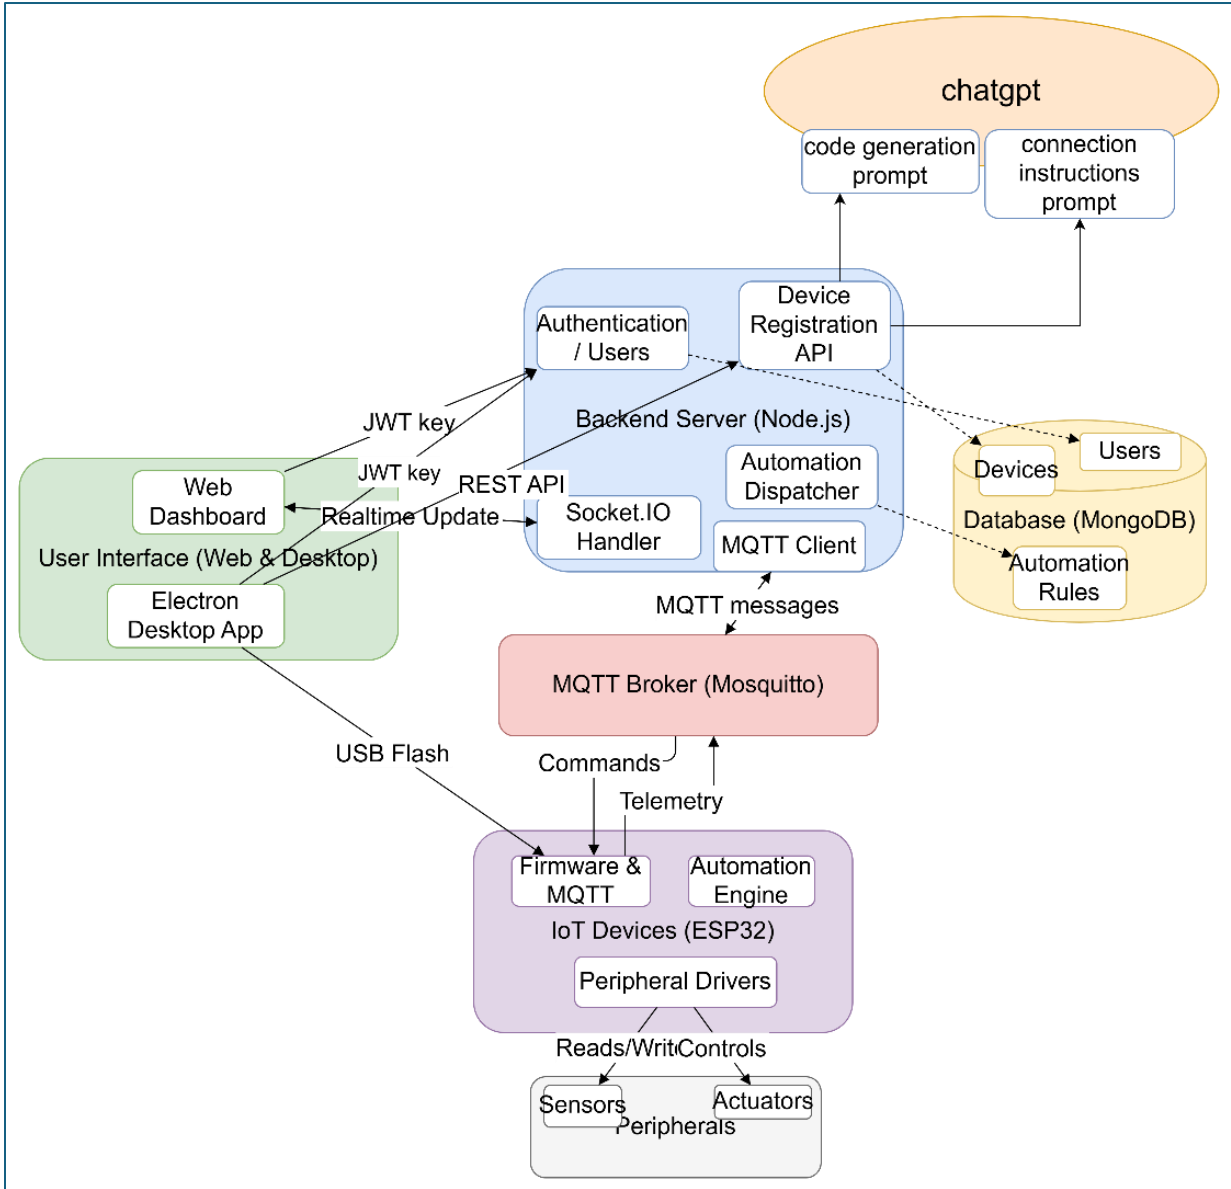 chatgpt
code generation
prompt
connection
instructions
prompt
Device
Registration
API
Authentication
/ Users
JWT key
Backend Server (Node.js)
JWT key
REST API
Users
Devices
Web
Dashboard
Automation
Dispatcher
Realtime Update
Socket.IO
Handler
Database (MongoDB)
MQTT Client
User Interface (Web & Desktop)
Automation
Rules
Electron
Desktop App
MQTT messages
MQTT Broker (Mosquitto)
USB Flash
Commands
Telemetry
Firmware &
MQTT
Automation
Engine
IoT Devices (ESP32)
Peripheral Drivers
Controls
Sensors
Actuators
Peripherals